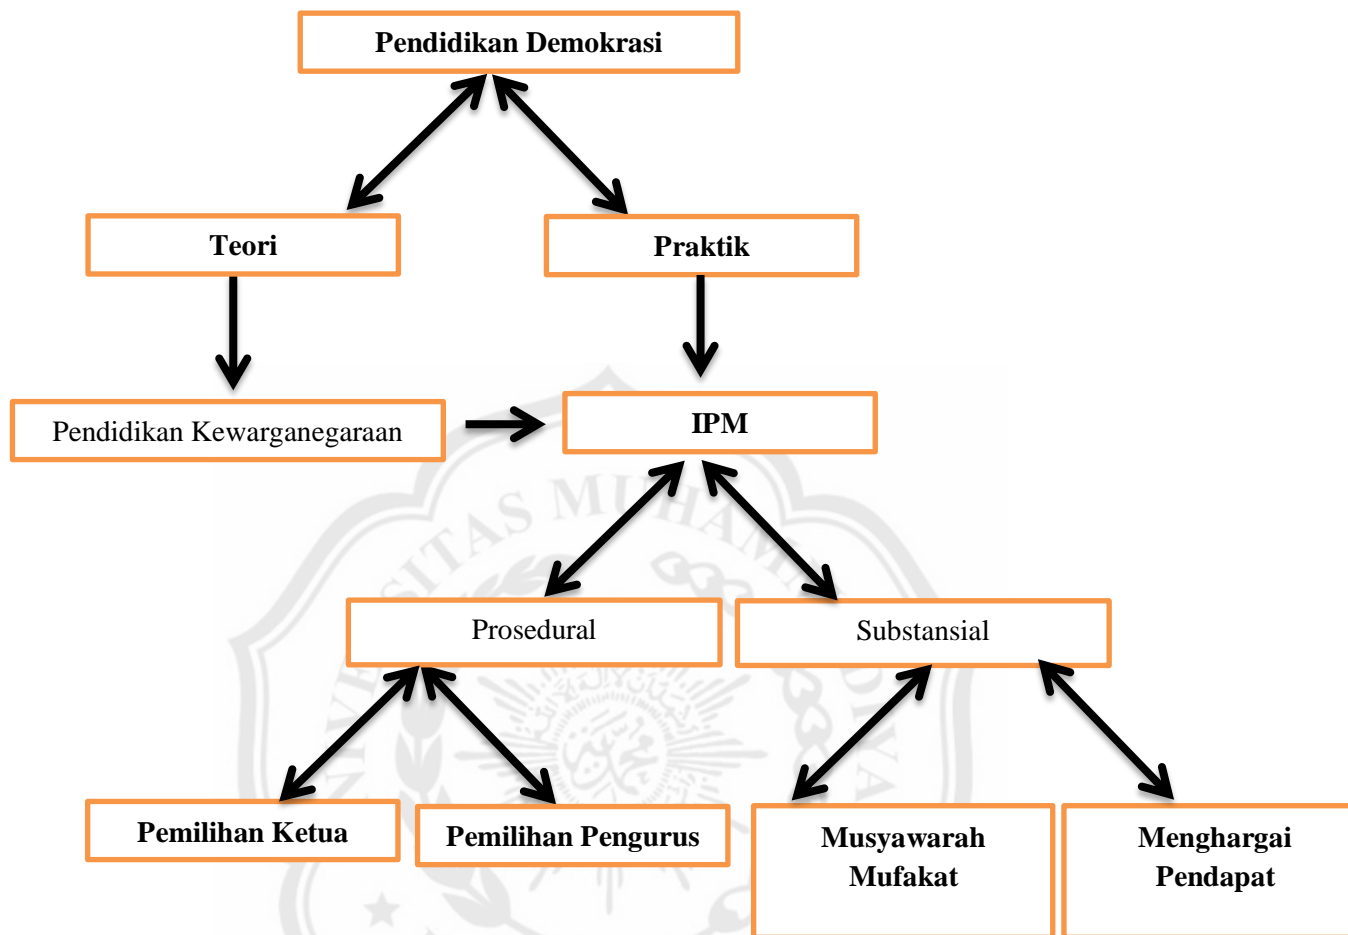 Pendidikan Demokrasi
Teori
Praktik
Pendidikan Kewarganegaraan
IPM
Prosedural
Substansial
Pemilihan Ketua
Pemilihan Pengurus
Musyawarah
Mufakat
Menghargai
Pendapat